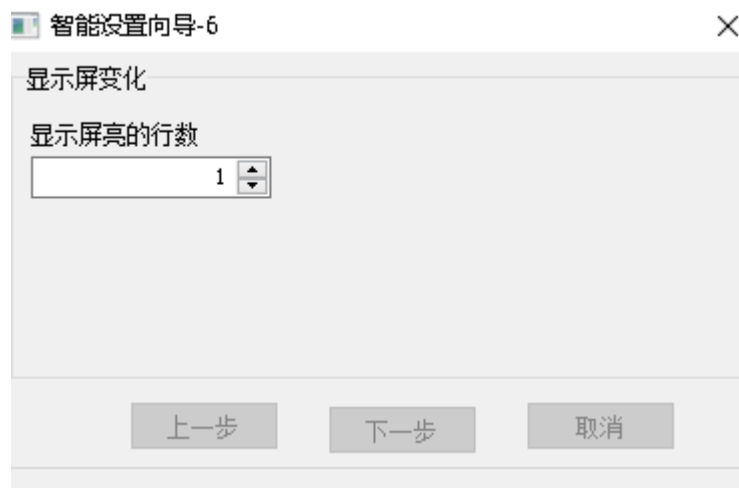 智能设置向导-6
显示屏变化
显示屏亮的行数
1
上一步 下一步 取消